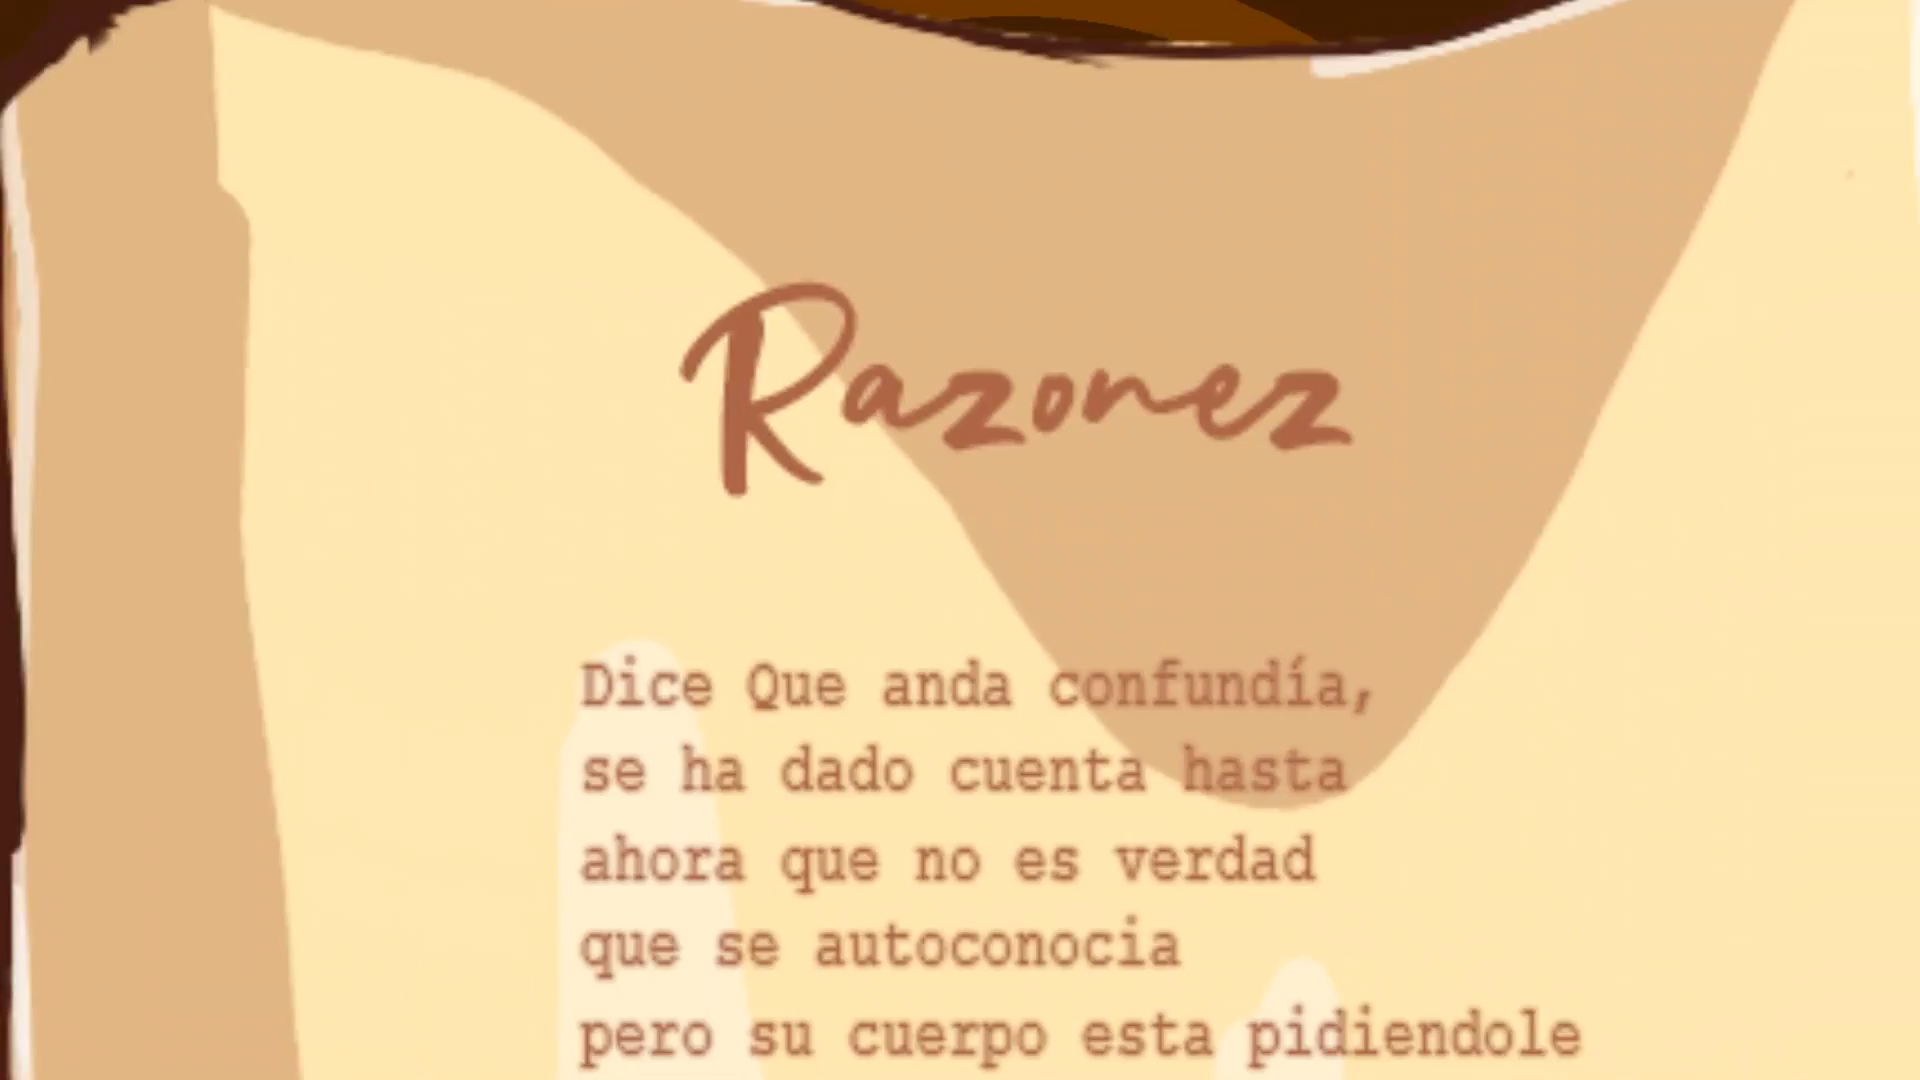 Razonez
Dice Que anda confundía,
se ha dado cuenta hasta
ahora que no es verdad
que se autoconocia
pero su cuerpo esta pidiendole